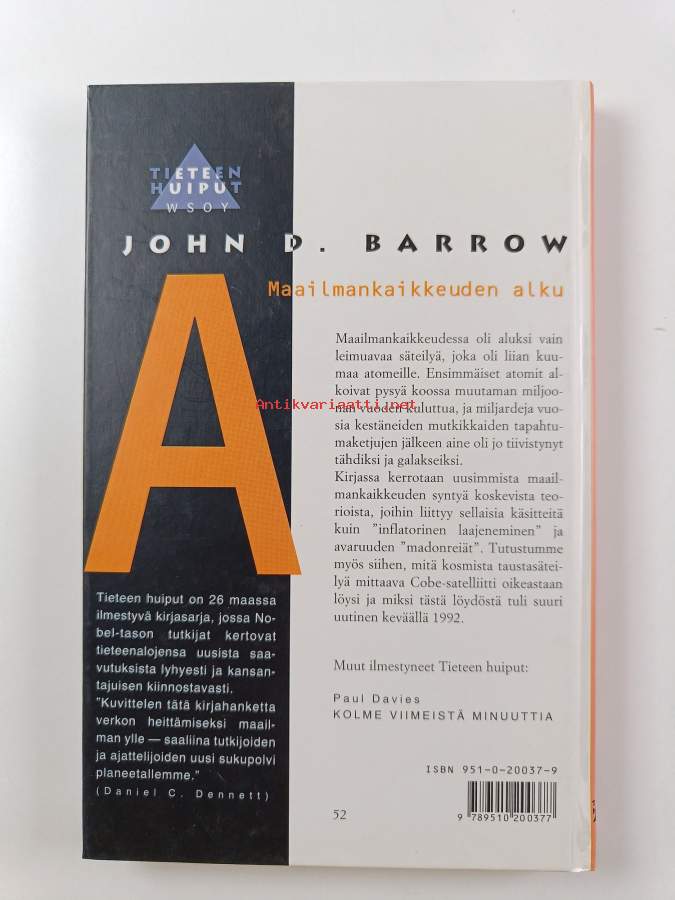 TIETEEN
HUIPUT
WSOY
JOHN D. BARROW
Maailmankaikkeuden alku
A
Maailmankaikkeudessa oli aluksi vain
leimuavaa säteilyä, joka oli liian kuu-
maa atomeille. Ensimmäiset atomit al-
koivat pysyä koossa muutaman miljoo-
Antikvariaatti.net
nan vuoden kuluttua, ja miljardeja vuo-
sia kestäneiden mutkikkaiden tapahtu-
maketjujen jälkeen aine oli jo tiivistynyt
tähdiksi ja galakseiksi.
Kirjassa kerrotaan uusimmista maail-
mankaikkeuden syntyä koskevista teo-
rioista, joihin liittyy sellaisia käsitteitä
kuin "inflatorinen laajeneminen" ja
avaruuden "madonreiät". Tutustumme
myös siihen, mitä kosmista taustasätei-
lyä mittaava Cobe-satelliitti oikeastaan
löysi ja miksi tästä löydöstä tuli suuri
uutinen keväällä 1992.
Muut ilmestyneet Tieteen huiput:
Paul Davies
KOLME VIIMEISTÄ MINUUTTIA
Tieteen huiput on 26 maassa
ilmestyvä kirjasarja, jossa No-
bel-tason tutkijat kertovat
tieteenalojensa uusista saa-
vutuksista lyhyesti ja kansan-
tajuisen kiinnostavasti.
"Kuvittelen tätä kirjahanketta
verkon heittämiseksi maail-
man ylle — saaliina tutkijoiden
ja ajattelijoiden uusi sukupolvi
planeetallemme."
(Daniel C. Dennett)
ISBN 951-0-20037-9
52
9 789510 200377